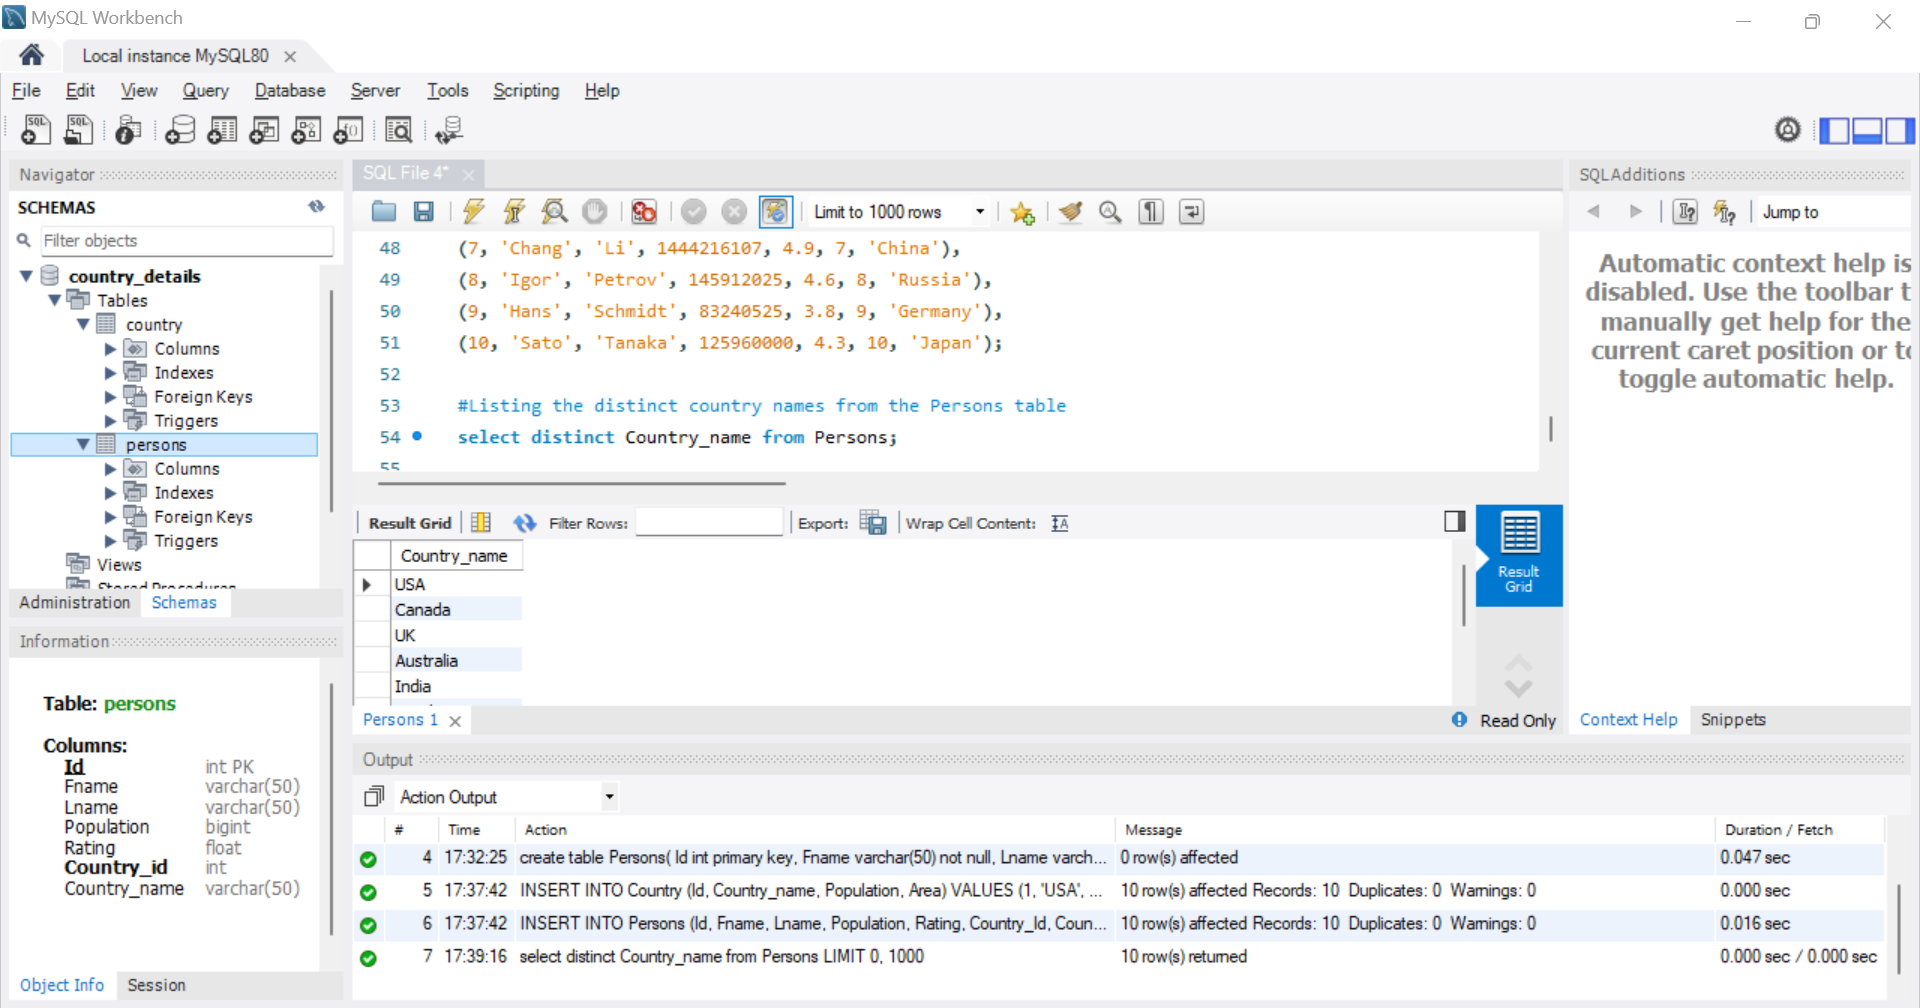 MySQL Workbench
Local instance MySQL80
File Edit View Query Database Server Tools Scripting Help
Navigator
SCHEMAS
Filter objects
country_details
Tables
country
Columns
Indexes
Foreign Keys
Triggers
persons
Columns
Indexes
Foreign Keys
Triggers
Views
Stored Procedures
Administration Schemas
Information
Table: persons
Columns:
Id int PK
Fname varchar(50)
Lname varchar(50)
Population bigint
Rating float
Country_id int
Country_name varchar(50)
Object Info Session
SQL File 4*
Limit to 1000 rows
48 (7, 'Chang', 'Li', 1444216107, 4.9, 7, 'China'),
49 (8, 'Igor', 'Petrov', 145912025, 4.6, 8, 'Russia'),
50 (9, 'Hans', 'Schmidt', 83240525, 3.8, 9, 'Germany'),
51 (10, 'Sato', 'Tanaka', 125960000, 4.3, 10, 'Japan');
52
53 #Listing the distinct country names from the Persons table
54 select distinct Country_name from Persons;
55
Result Grid Filter Rows: Export: Wrap Cell Content:
Country_name
USA
Canada
UK
Australia
India
Result
Grid
Persons 1 Read Only
SQLAdditions
Jump to
Automatic context help is
disabled. Use the toolbar t
manually get help for the
current caret position or to
toggle automatic help.
Context Help Snippets
Output
Action Output
# Time Action Message Duration / Fetch
4 17:32:25 create table Persons( Id int primary key, Fname varchar(50) not null, Lname varch... 0 row(s) affected 0.047 sec
5 17:37:42 INSERT INTO Country (Id, Country_name, Population, Area) VALUES (1, 'USA', ... 10 row(s) affected Records: 10 Duplicates: 0 Warnings: 0 0.000 sec
6 17:37:42 INSERT INTO Persons (Id, Fname, Lname, Population, Rating, Country_Id, Coun... 10 row(s) affected Records: 10 Duplicates: 0 Warnings: 0 0.016 sec
7 17:39:16 select distinct Country_name from Persons LIMIT 0, 1000 10 row(s) returned 0.000 sec / 0.000 sec